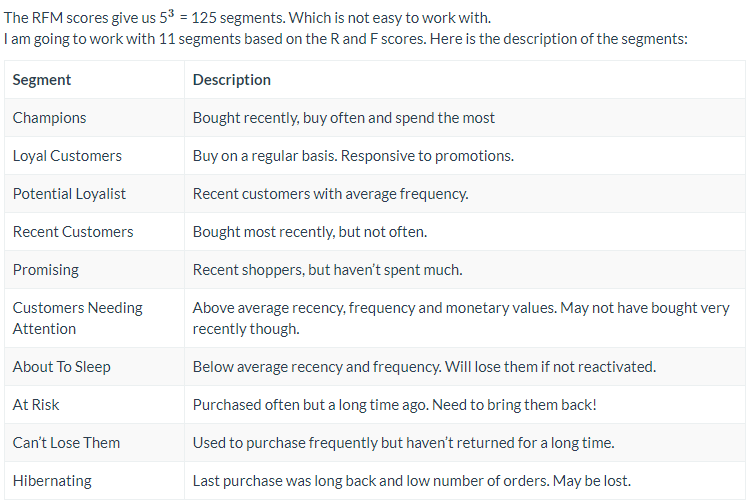 The RFM scores give us 5³ = 125 segments. Which is not easy to work with.
I am going to work with 11 segments based on the R and F scores. Here is the description of the segments:
Segment Description
Champions Bought recently, buy often and spend the most
Loyal Customers Buy on a regular basis. Responsive to promotions.
Potential Loyalist Recent customers with average frequency.
Recent Customers Bought most recently, but not often.
Promising Recent shoppers, but haven’t spent much.
Customers Needing Above average recency, frequency and monetary values. May not have bought very
Attention recently though.
About To Sleep Below average recency and frequency. Will lose them if not reactivated.
At Risk Purchased often but a long time ago. Need to bring them back!
Can’t Lose Them Used to purchase frequently but haven’t returned for a long time.
Hibernating Last purchase was long back and low number of orders. May be lost.